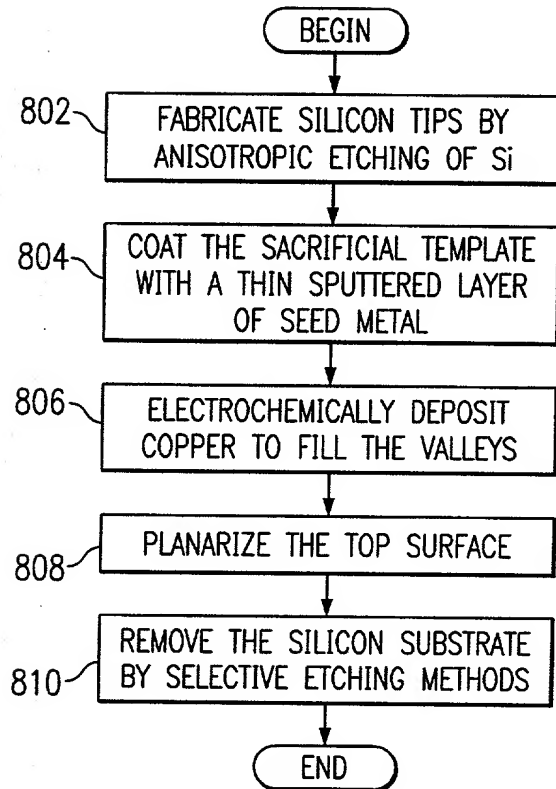 BEGIN
802
FABRICATE SILICON TIPS BY
ANISOTROPIC ETCHING OF Si
804
COAT THE SACRIFICIAL TEMPLATE
WITH A THIN SPUTTERED LAYER
OF SEED METAL
806
ELECTROCHEMICALLY DEPOSIT
COPPER TO FILL THE VALLEYS
808
PLANARIZE THE TOP SURFACE
810
REMOVE THE SILICON SUBSTRATE
BY SELECTIVE ETCHING METHODS
END